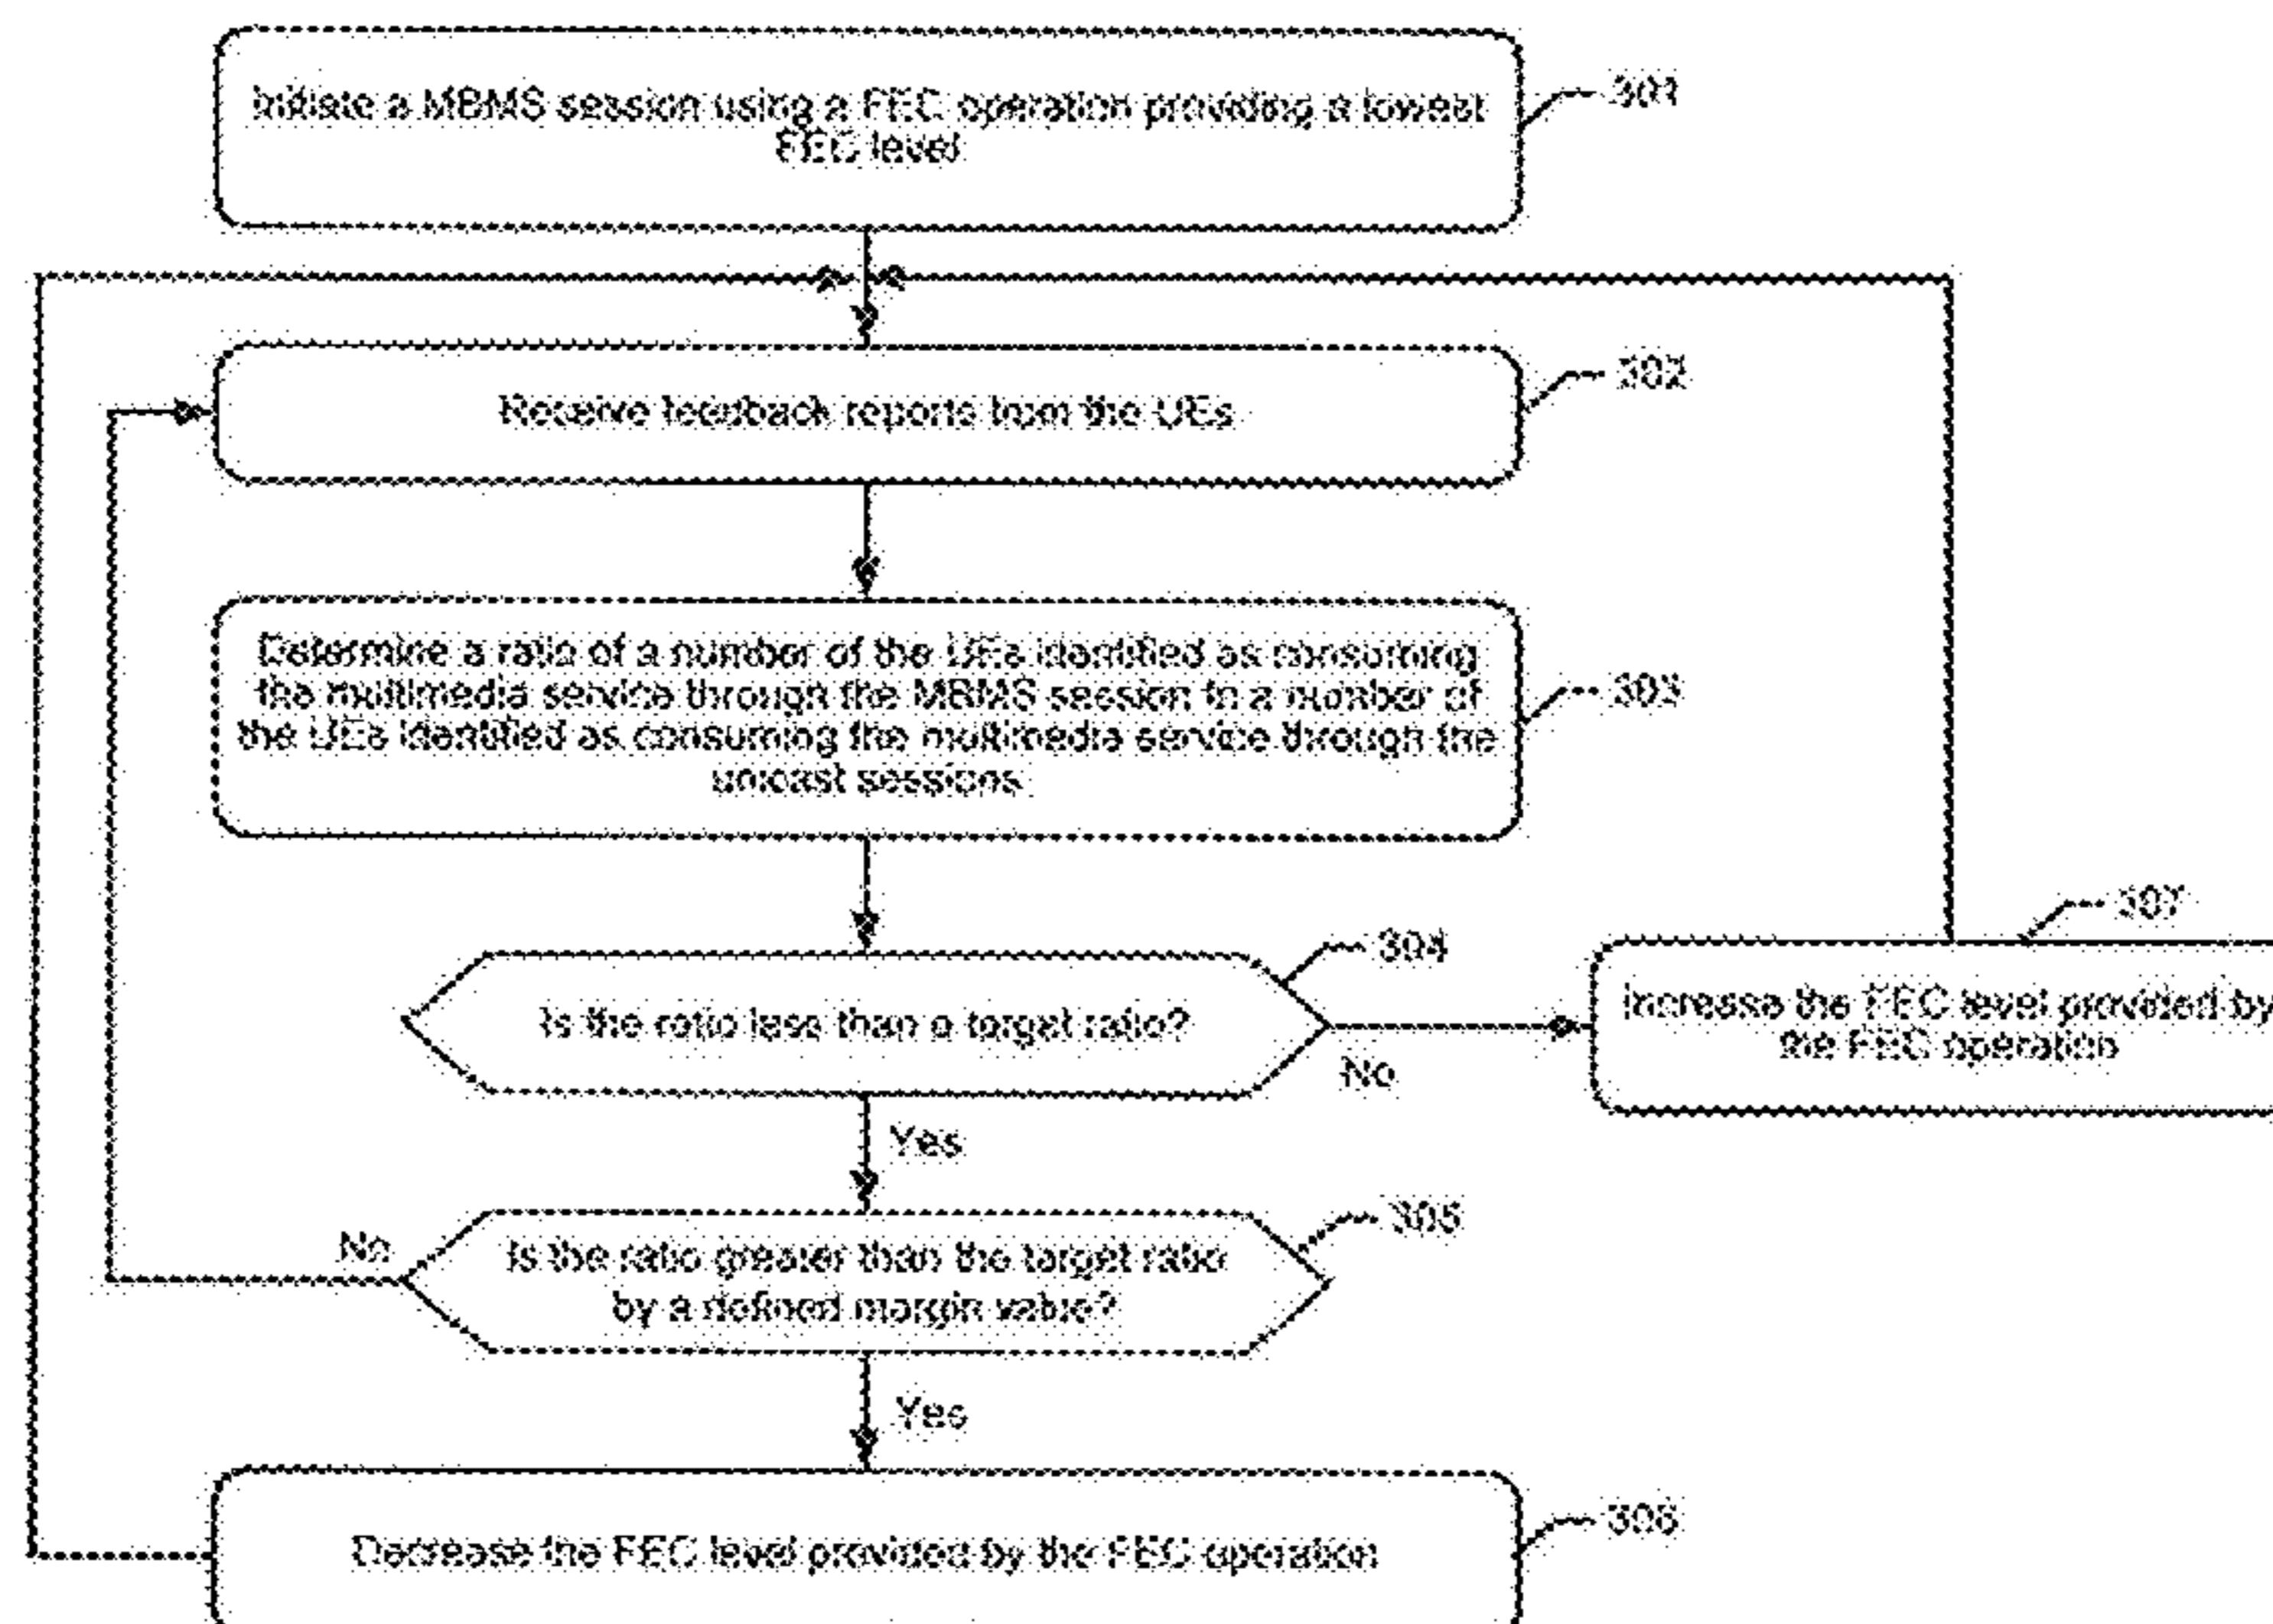 Initiate a MBMS session using a FEC operation providing a lowest
FEC level
301
Receive feedback reports from the UEs
302
Determine a ratio of a number of the UEs identified as consuming
the multimedia service through the MBMS session to a number of
the UEs identified as consuming the multimedia service through the
unicast sessions
303
Is the ratio less than a target ratio?
304
No
Increase the FEC level provided by
the FEC operation
307
Yes
Is the ratio greater than the target ratio
by a defined margin value?
305
No
Yes
Decrease the FEC level provided by the FEC operation
306